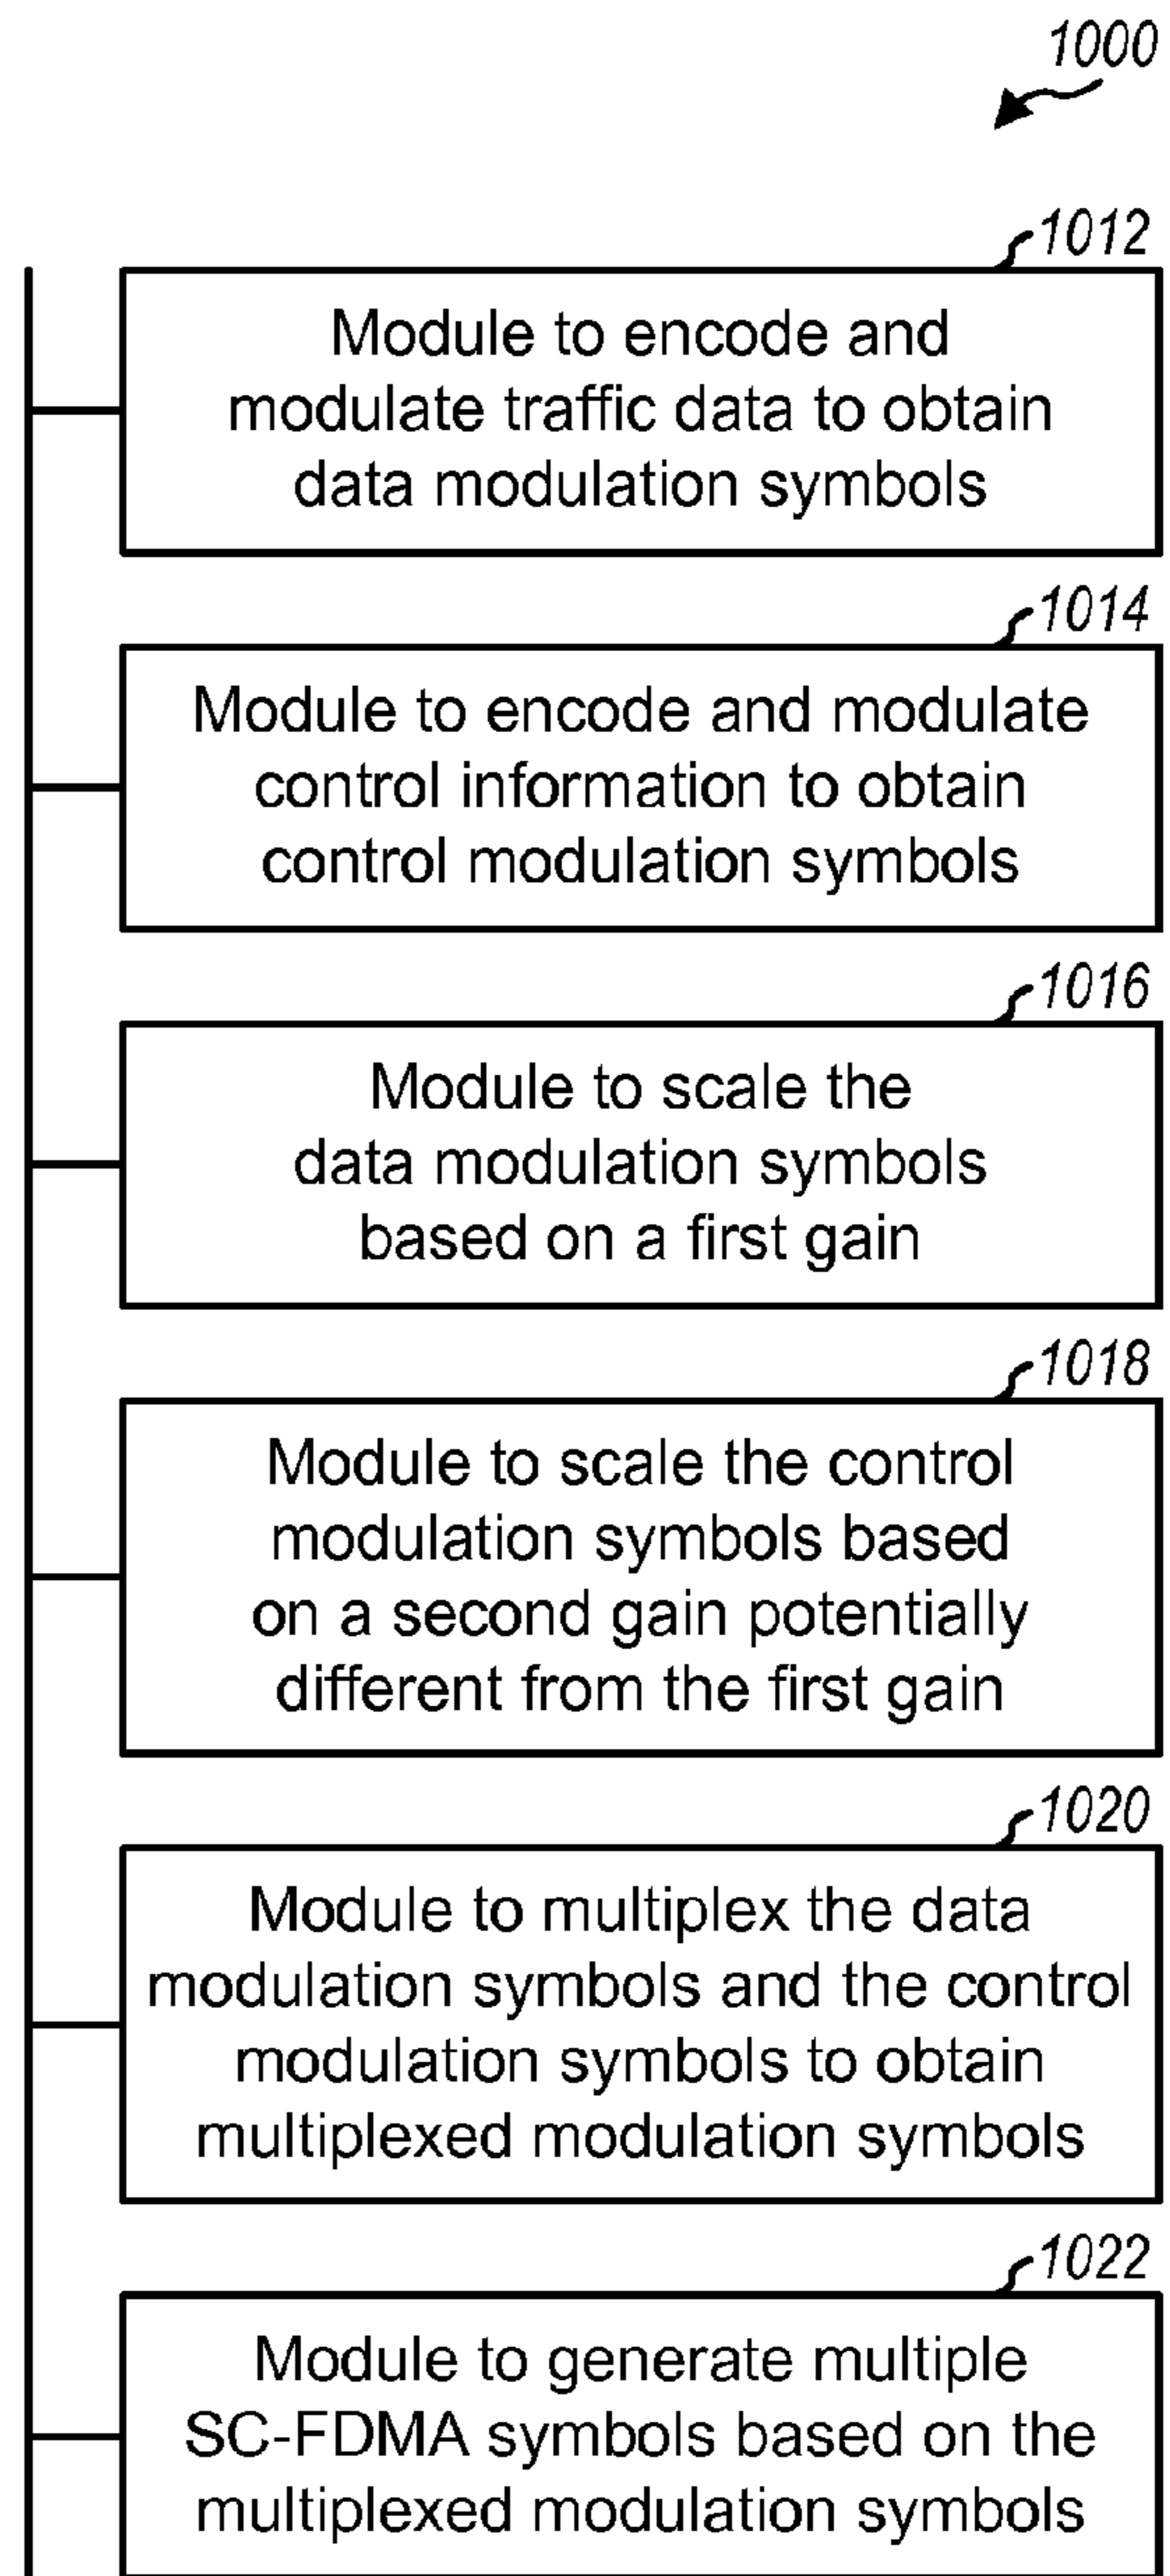 1000
1012
Module to encode and
modulate traffic data to obtain
data modulation symbols
1014
Module to encode and modulate
control information to obtain
control modulation symbols
1016
Module to scale the
data modulation symbols
based on a first gain
1018
Module to scale the control
modulation symbols based
on a second gain potentially
different from the first gain
1020
Module to multiplex the data
modulation symbols and the control
modulation symbols to obtain
multiplexed modulation symbols
1022
Module to generate multiple
SC-FDMA symbols based on the
multiplexed modulation symbols